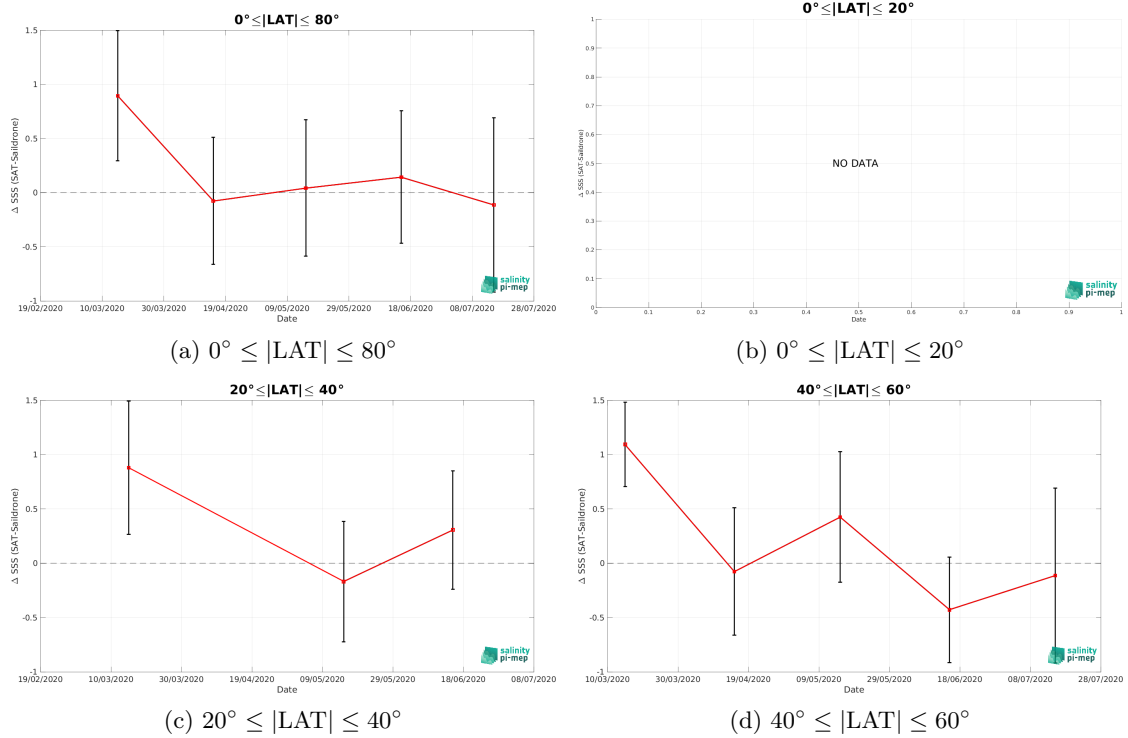 0°≤|LAT|≤ 80°
1.5
1
0.5
0
-0.5
-1
Δ SSS (SAT-Saildrone)
19/02/2020 10/03/2020 30/03/2020 19/04/2020 09/05/2020 29/05/2020 18/06/2020 08/07/2020 28/07/2020
Date
salinity
pi-mep
(a) 0° ≤ |LAT| ≤ 80°
0°≤|LAT|≤ 20°
1
0.9
0.8
0.7
0.6
0.5
0.4
0.3
0.2
0.1
0
Δ SSS (SAT-Saildrone)
NO DATA
0 0.1 0.2 0.3 0.4 0.5 0.6 0.7 0.8 0.9 1
Date
salinity
pi-mep
(b) 0° ≤ |LAT| ≤ 20°
20°≤|LAT|≤ 40°
1.5
1
0.5
0
-0.5
-1
Δ SSS (SAT-Saildrone)
19/02/2020 10/03/2020 30/03/2020 19/04/2020 09/05/2020 29/05/2020 18/06/2020 08/07/2020
Date
salinity
pi-mep
(c) 20° ≤ |LAT| ≤ 40°
40°≤|LAT|≤ 60°
1.5
1
0.5
0
-0.5
-1
Δ SSS (SAT-Saildrone)
10/03/2020 30/03/2020 19/04/2020 09/05/2020 29/05/2020 18/06/2020 08/07/2020 28/07/2020
Date
salinity
pi-mep
(d) 40° ≤ |LAT| ≤ 60°